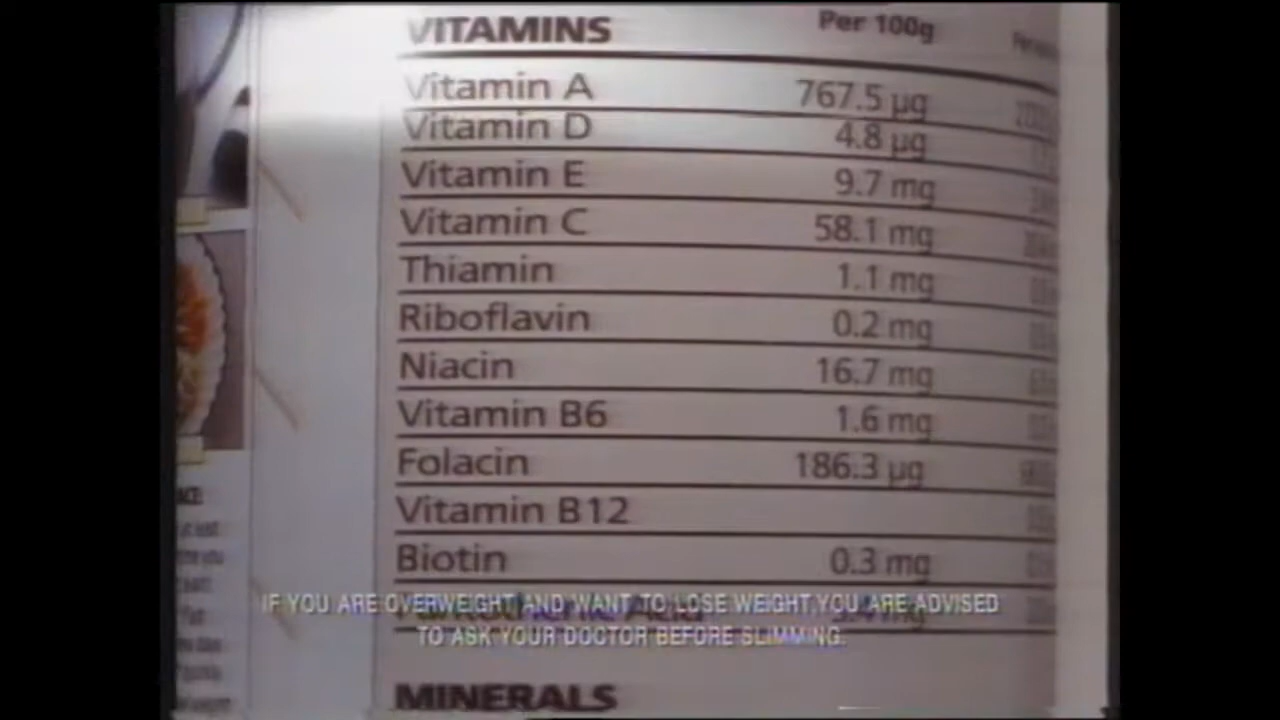 VITAMINS Per 100g
Vitamin A 767.5 µg
Vitamin D 4.8 µg
Vitamin E 9.7 mg
Vitamin C 58.1 mg
Thiamin 1.1 mg
Riboflavin 0.2 mg
Niacin 16.7 mg
Vitamin B6 1.6 mg
Folacin 186.3 µg
Vitamin B12
Biotin 0.3 mg
Acid mg
IF YOU ARE OVERWEIGHT AND WANT TO LOSE WEIGHT, YOU ARE ADVISED
TO ASK YOUR DOCTOR BEFORE SLIMMING.
MINERALS